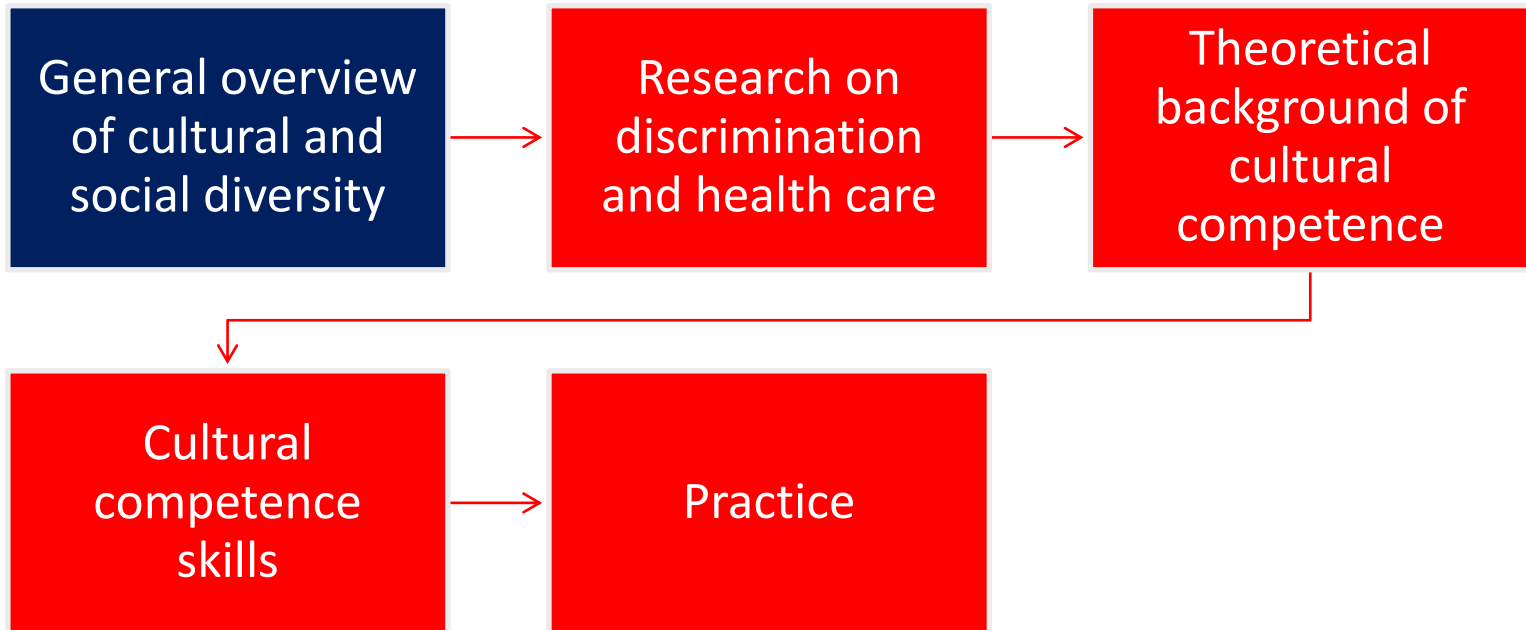 General overview
of cultural and
social diversity
Research on
discrimination
and health care
Theoretical
background of
cultural
competence
Cultural
competence
skills
Practice